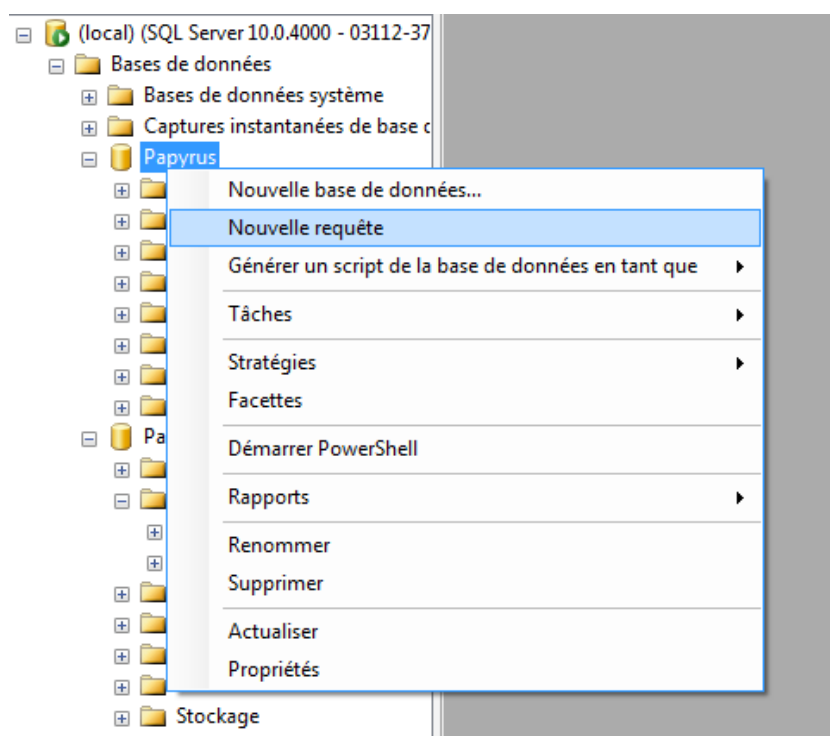 (local) (SQL Server 10.0.4000 - 03112-37
Bases de données
Bases de données système
Captures instantanées de base
Papyrus
Nouvelle base de données...
Nouvelle requête
Générer un script de la base de données en tant que
Tâches
Stratégies
Facettes
Pa
Démarrer PowerShell
Rapports
Renommer
Supprimer
Actualiser
Propriétés
Stockage